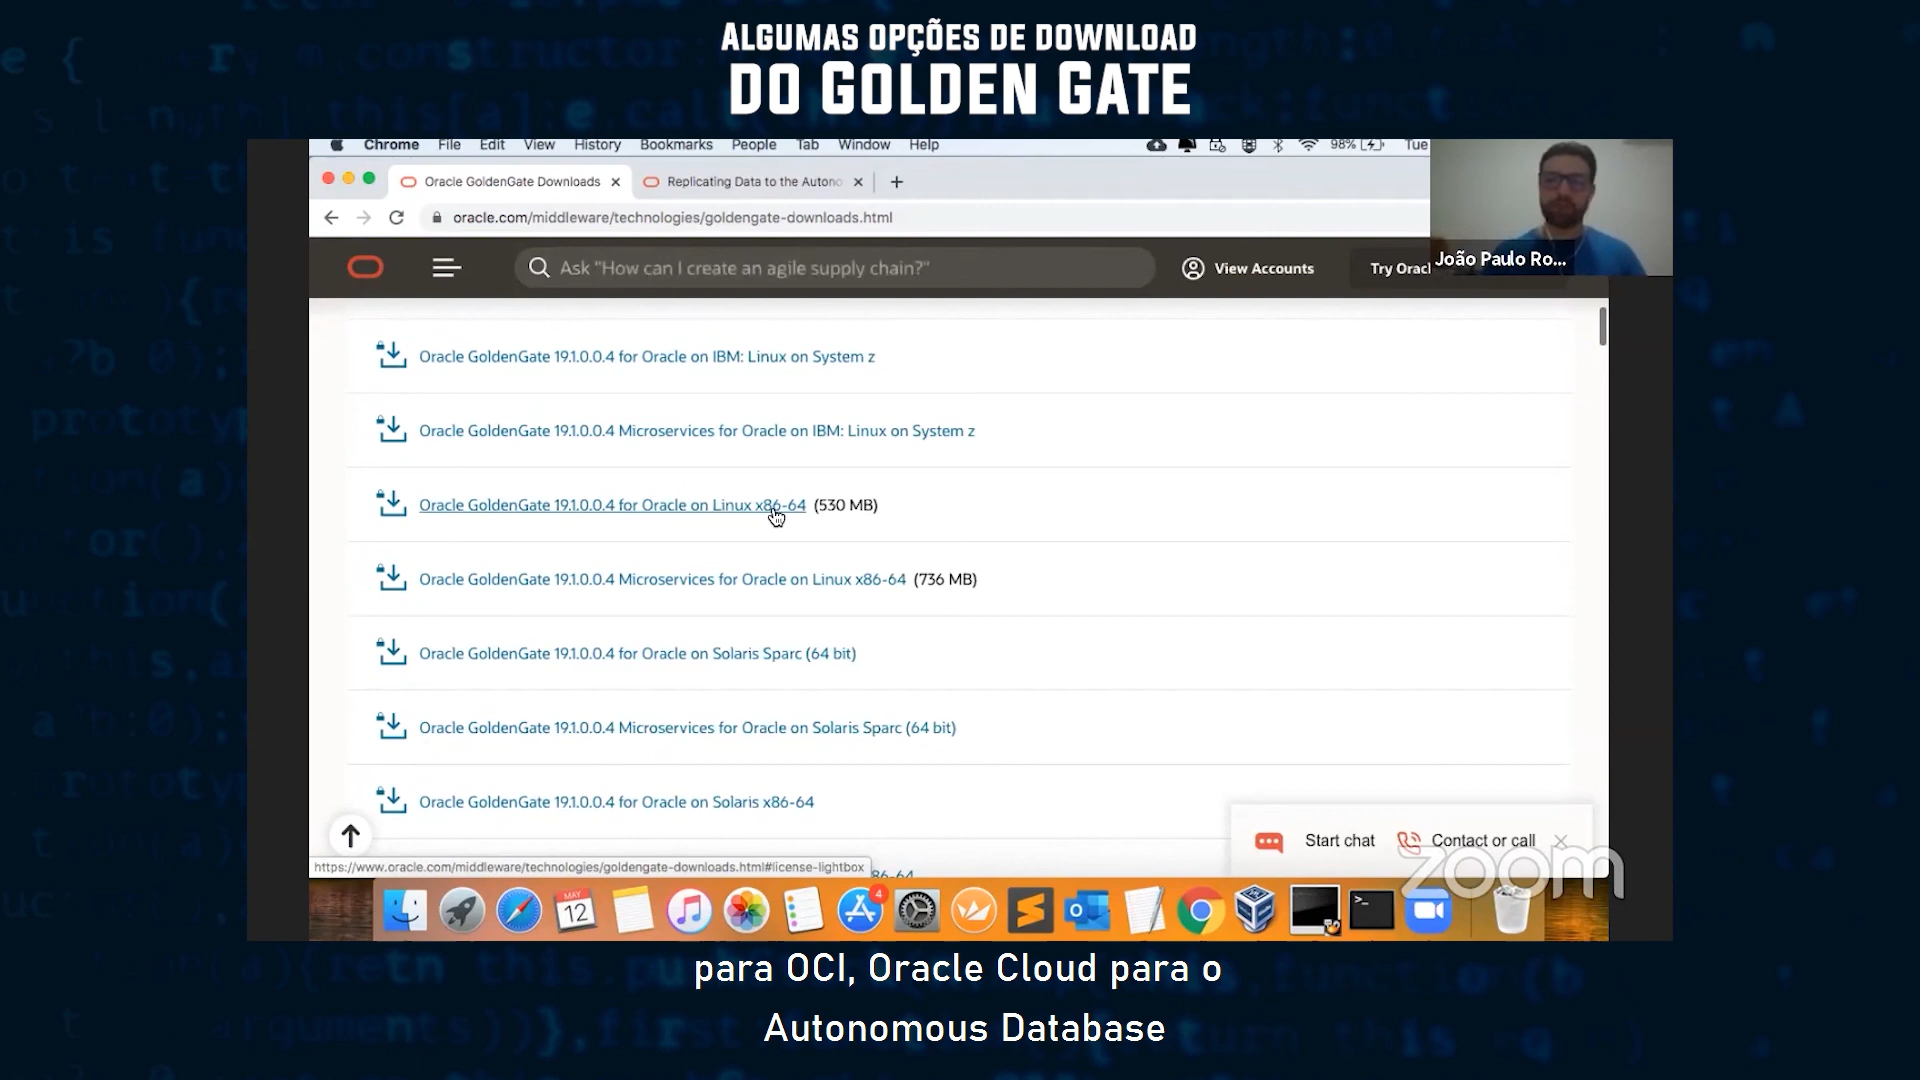 ALGUMAS OPÇÕES DE DOWNLOAD
DO GOLDEN GATE
Chrome File Edit View History Bookmarks People Tab Window Help 98% Tue
Oracle GoldenGate Downloads
Replicating Data to the Autono
oracle.com/middleware/technologies/goldengate-downloads.html
Ask "How can I create an agile supply chain?"
View Accounts
Try Oracl
João Paulo Ro...
Oracle GoldenGate 19.1.0.0.4 for Oracle on IBM: Linux on System z
Oracle GoldenGate 19.1.0.0.4 Microservices for Oracle on IBM: Linux on System z
Oracle GoldenGate 19.1.0.0.4 for Oracle on Linux x86-64 (530 MB)
Oracle GoldenGate 19.1.0.0.4 Microservices for Oracle on Linux x86-64 (736 MB)
Oracle GoldenGate 19.1.0.0.4 for Oracle on Solaris Sparc (64 bit)
Oracle GoldenGate 19.1.0.0.4 Microservices for Oracle on Solaris Sparc (64 bit)
Oracle GoldenGate 19.1.0.0.4 for Oracle on Solaris x86-64
Start chat
Contact or call
https://www.oracle.com/middleware/technologies/goldengate-downloads.html#license-lightbox
86-64
zoom
MAY
12
4
para OCI, Oracle Cloud para o
Autonomous Database